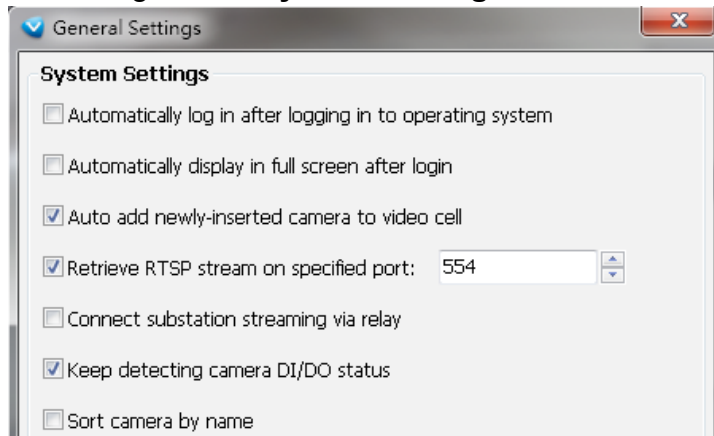 General Settings
System Settings
Automatically log in after logging in to operating system
Automatically display in full screen after login
Auto add newly-inserted camera to video cell
Retrieve RTSP stream on specified port: 554
Connect substation streaming via relay
Keep detecting camera DI/DO status
Sort camera by name